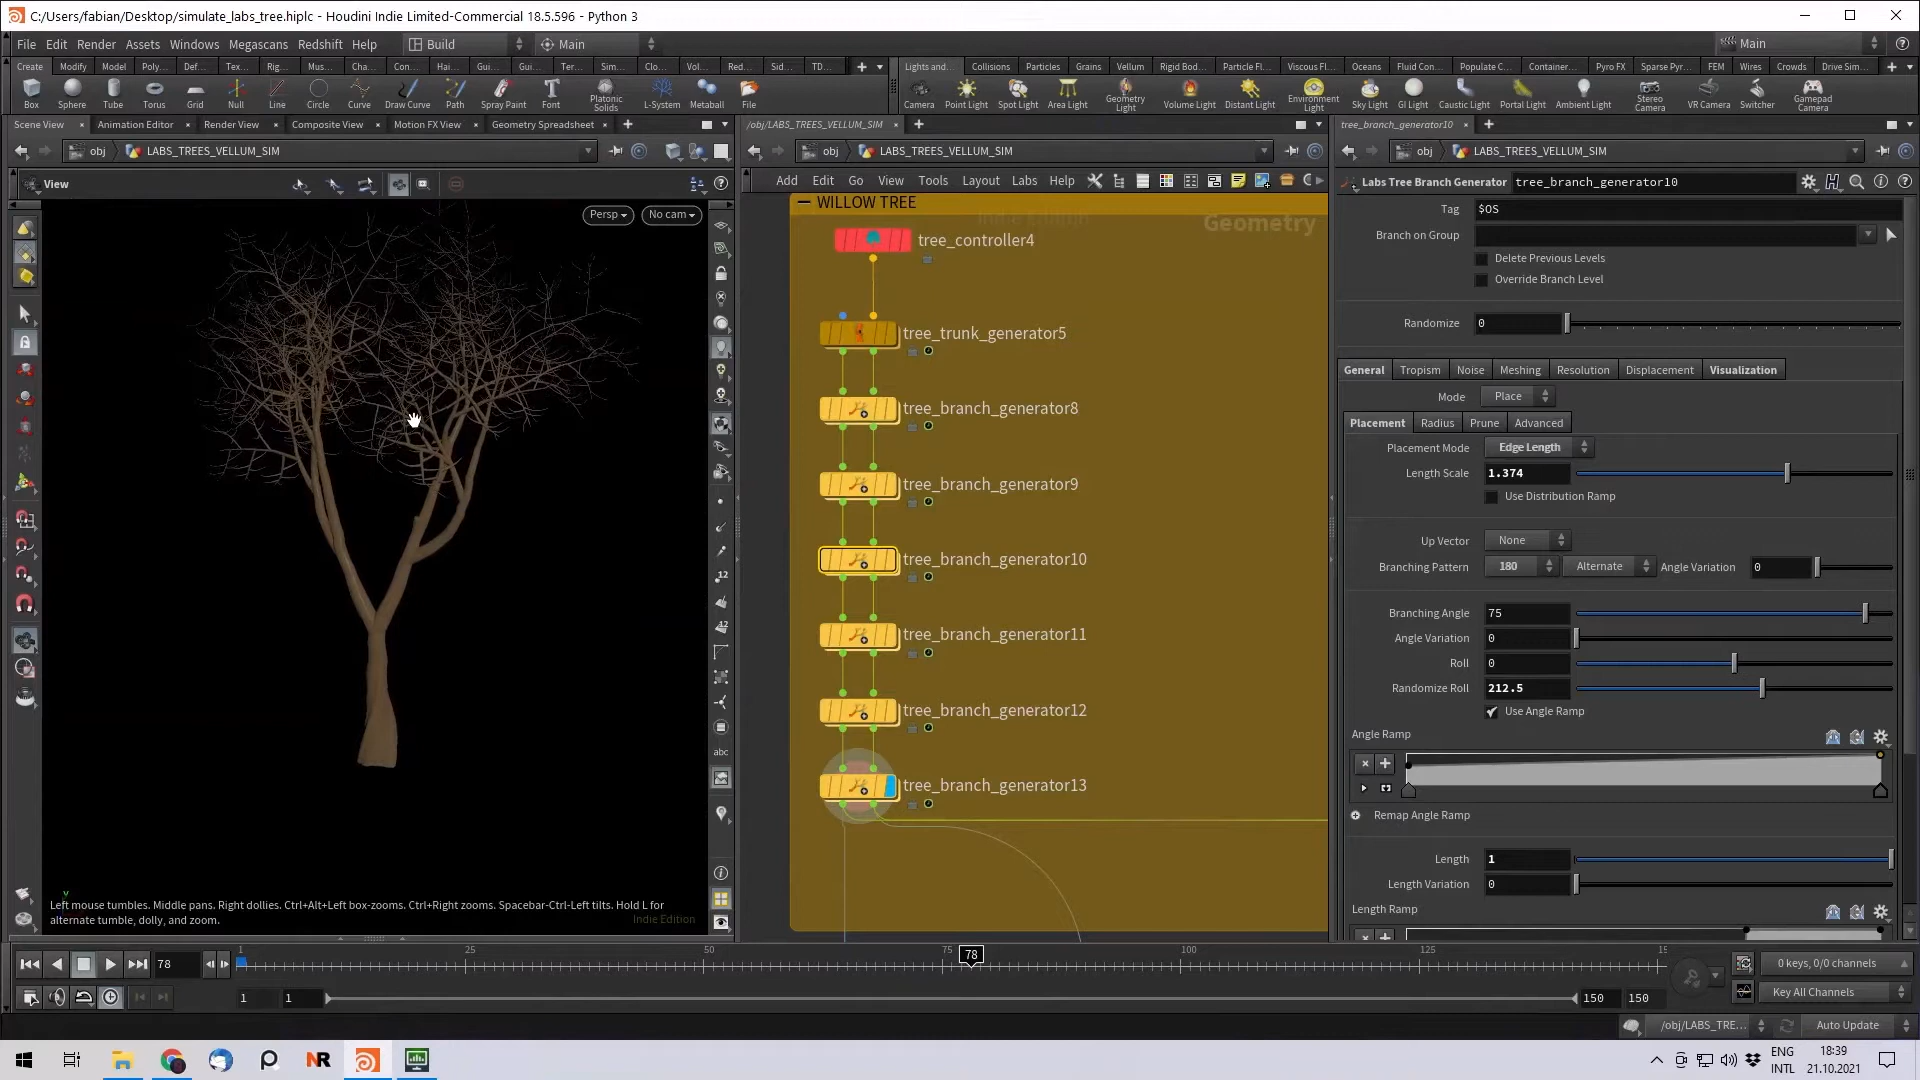 C:/Users/fabian/Desktop/simulate_labs_tree.hiplc - Houdini Indie Limited-Commercial 18.5.596 - Python 3
File Edit Render Assets Windows Megascans Redshift Help Build Main Main
Create Modify Model Poly... Def... Tex... Rig... Mus... Cha... Con... Hai... Gui... Gui... Ter... Sim... Clo... Vol... Red... Sid... TD...
Lights and... Collisions Particles Grains Vellum Rigid Bod... Particle Fl... Viscous Fl... Oceans Fluid Con... Populate C... Container... Pyro FX Sparse Pyr... FEM Wires Crowds Drive Sim...
Box Sphere Tube Torus Grid Null Line Circle Curve Draw Curve Path Spray Paint Font Platonic Solids L-System Metaball File
Camera Point Light Spot Light Area Light Geometry Light Volume Light Distant Light Environment Light Sky Light GI Light Caustic Light Portal Light Ambient Light Stereo Camera VR Camera Switcher Gamepad Camera
Scene View Animation Editor Render View Composite View Motion FX View Geometry Spreadsheet
/obj/LABS_TREES_VELLUM_SIM
tree_branch_generator10
obj LABS_TREES_VELLUM_SIM
obj LABS_TREES_VELLUM_SIM
obj LABS_TREES_VELLUM_SIM
View
Persp No cam
12
12
abc
Left mouse tumbles. Middle pans. Right dollies. Ctrl+Alt+Left box-zooms. Ctrl+Right zooms. Spacebar-Ctrl-Left tilts. Hold L for
alternate tumble, dolly, and zoom.
Indie Edition
y
Add Edit Go View Tools Layout Labs Help
WILLOW TREE
Indie Edition
Geometry
tree_controller4
tree_trunk_generator5
tree_branch_generator8
tree_branch_generator9
tree_branch_generator10
tree_branch_generator11
tree_branch_generator12
tree_branch_generator13
Labs Tree Branch Generator tree_branch_generator10
Tag $OS
Branch on Group
Delete Previous Levels
Override Branch Level
Randomize 0
General Tropism Noise Meshing Resolution Displacement Visualization
Mode Place
Placement Radius Prune Advanced
Placement Mode Edge Length
Length Scale 1.374
Use Distribution Ramp
Up Vector None
Branching Pattern 180 Alternate Angle Variation 0
Branching Angle 75
Angle Variation 0
Roll 0
Randomize Roll 212.5
Use Angle Ramp
Angle Ramp
Remap Angle Ramp
Length 1
Length Variation 0
Length Ramp
78
1 25 50 75 78 100 125 15
0 keys, 0/0 channels
1 1 150 150
Key All Channels
/obj/LABS_TRE... Auto Update
NR
ENG
INTL
18:39
21.10.2021